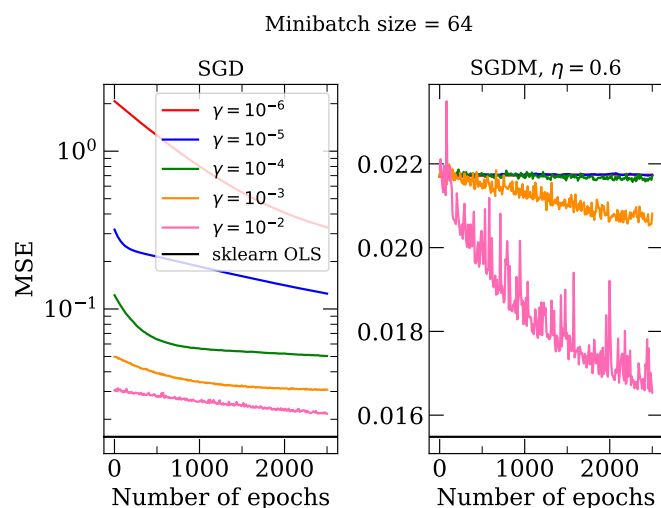 Minibatch size = 64
SGD
SGDM, η = 0.6
γ = 10⁻⁶
γ = 10⁻⁵
γ = 10⁻⁴
γ = 10⁻³
γ = 10⁻²
sklearn OLS
MSE
10⁰
10⁻¹
0.022
0.020
0.018
0.016
0 1000 2000
0 1000 2000
Number of epochs
Number of epochs